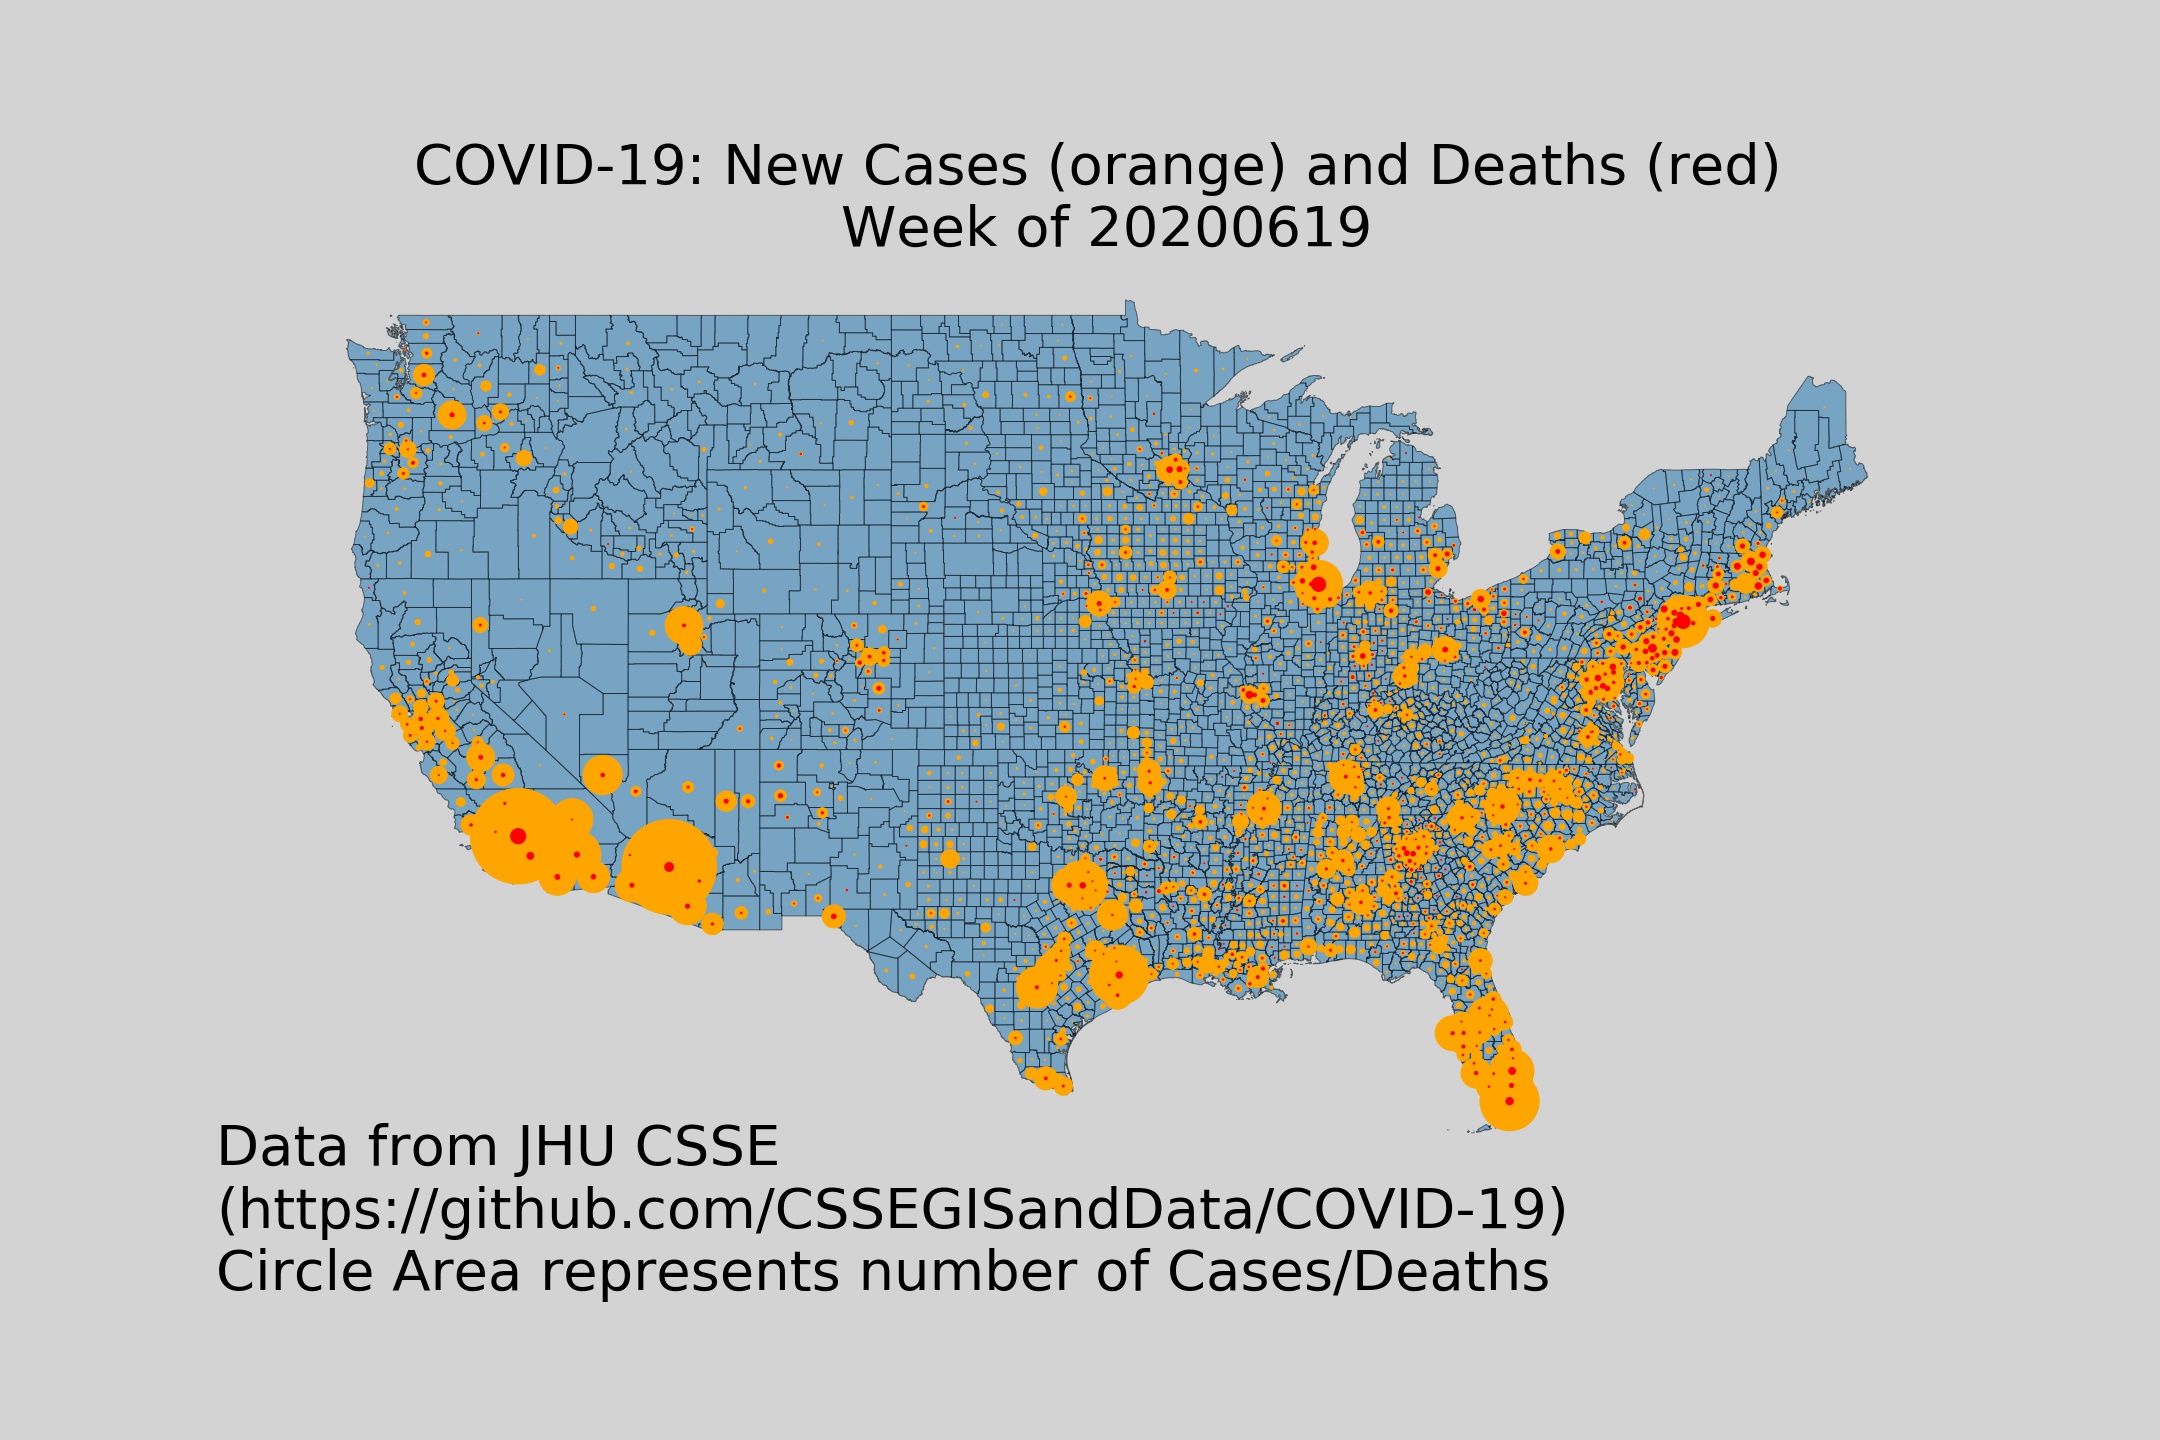 COVID-19: New Cases (orange) and Deaths (red)
Week of 20200619
Data from JHU CSSE
(https://github.com/CSSEGISandData/COVID-19)
Circle Area represents number of Cases/Deaths